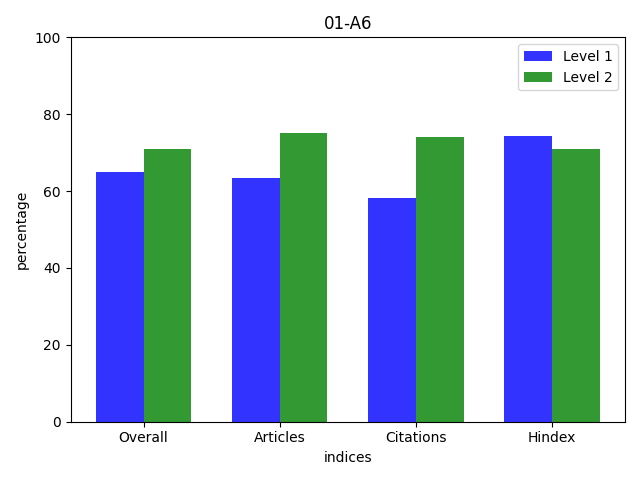 01-A6
100
80
60
40
20
0
percentage
Level 1
Level 2
Overall Articles Citations Hindex
indices